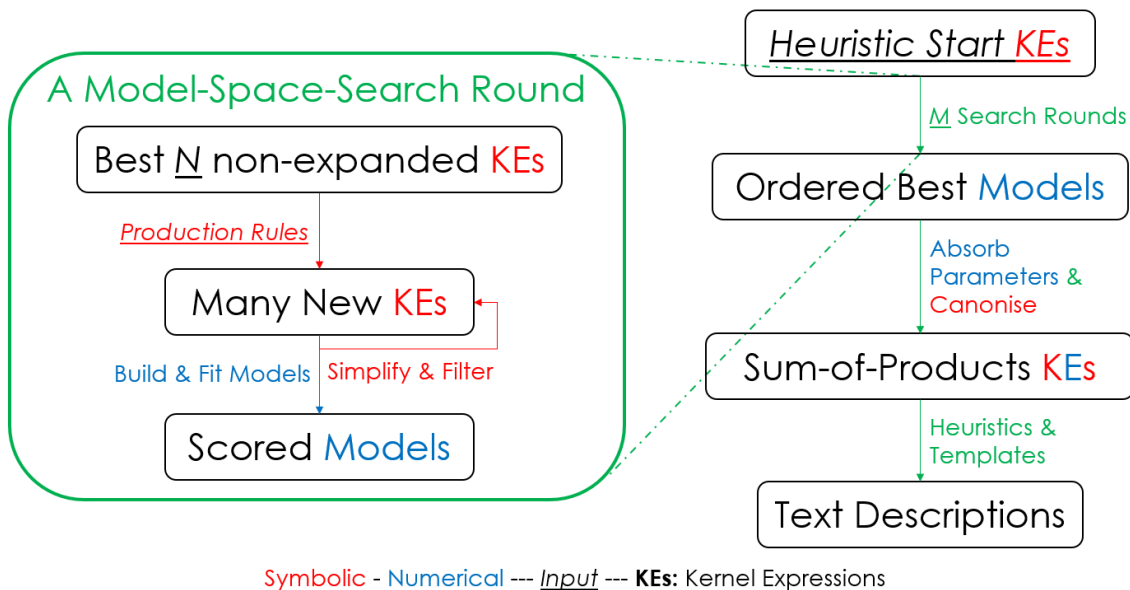 A Model-Space-Search Round
Best N non-expanded KEs
Production Rules
Many New KEs
Build & Fit Models
Simplify & Filter
Scored Models
Heuristic Start KEs
M Search Rounds
Ordered Best Models
Absorb
Parameters &
Canonise
Sum-of-Products KEs
Heuristics &
Templates
Text Descriptions
Symbolic - Numerical --- Input --- KEs: Kernel Expressions